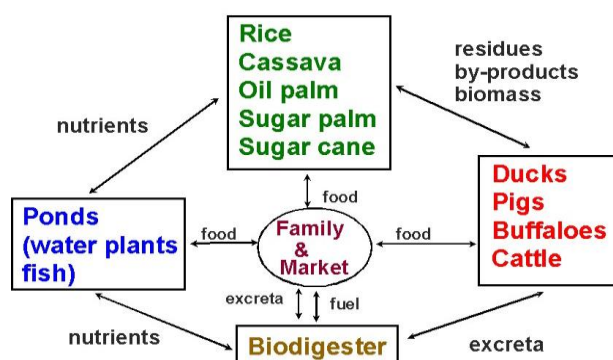 Rice
Cassava
Oil palm
Sugar palm
Sugar cane
residues
by-products
biomass
nutrients
food
Ponds
(water plants
fish)
food
Family
&
Market
food
Ducks
Pigs
Buffaloes
Cattle
excreta
fuel
nutrients
Biodigester
excreta